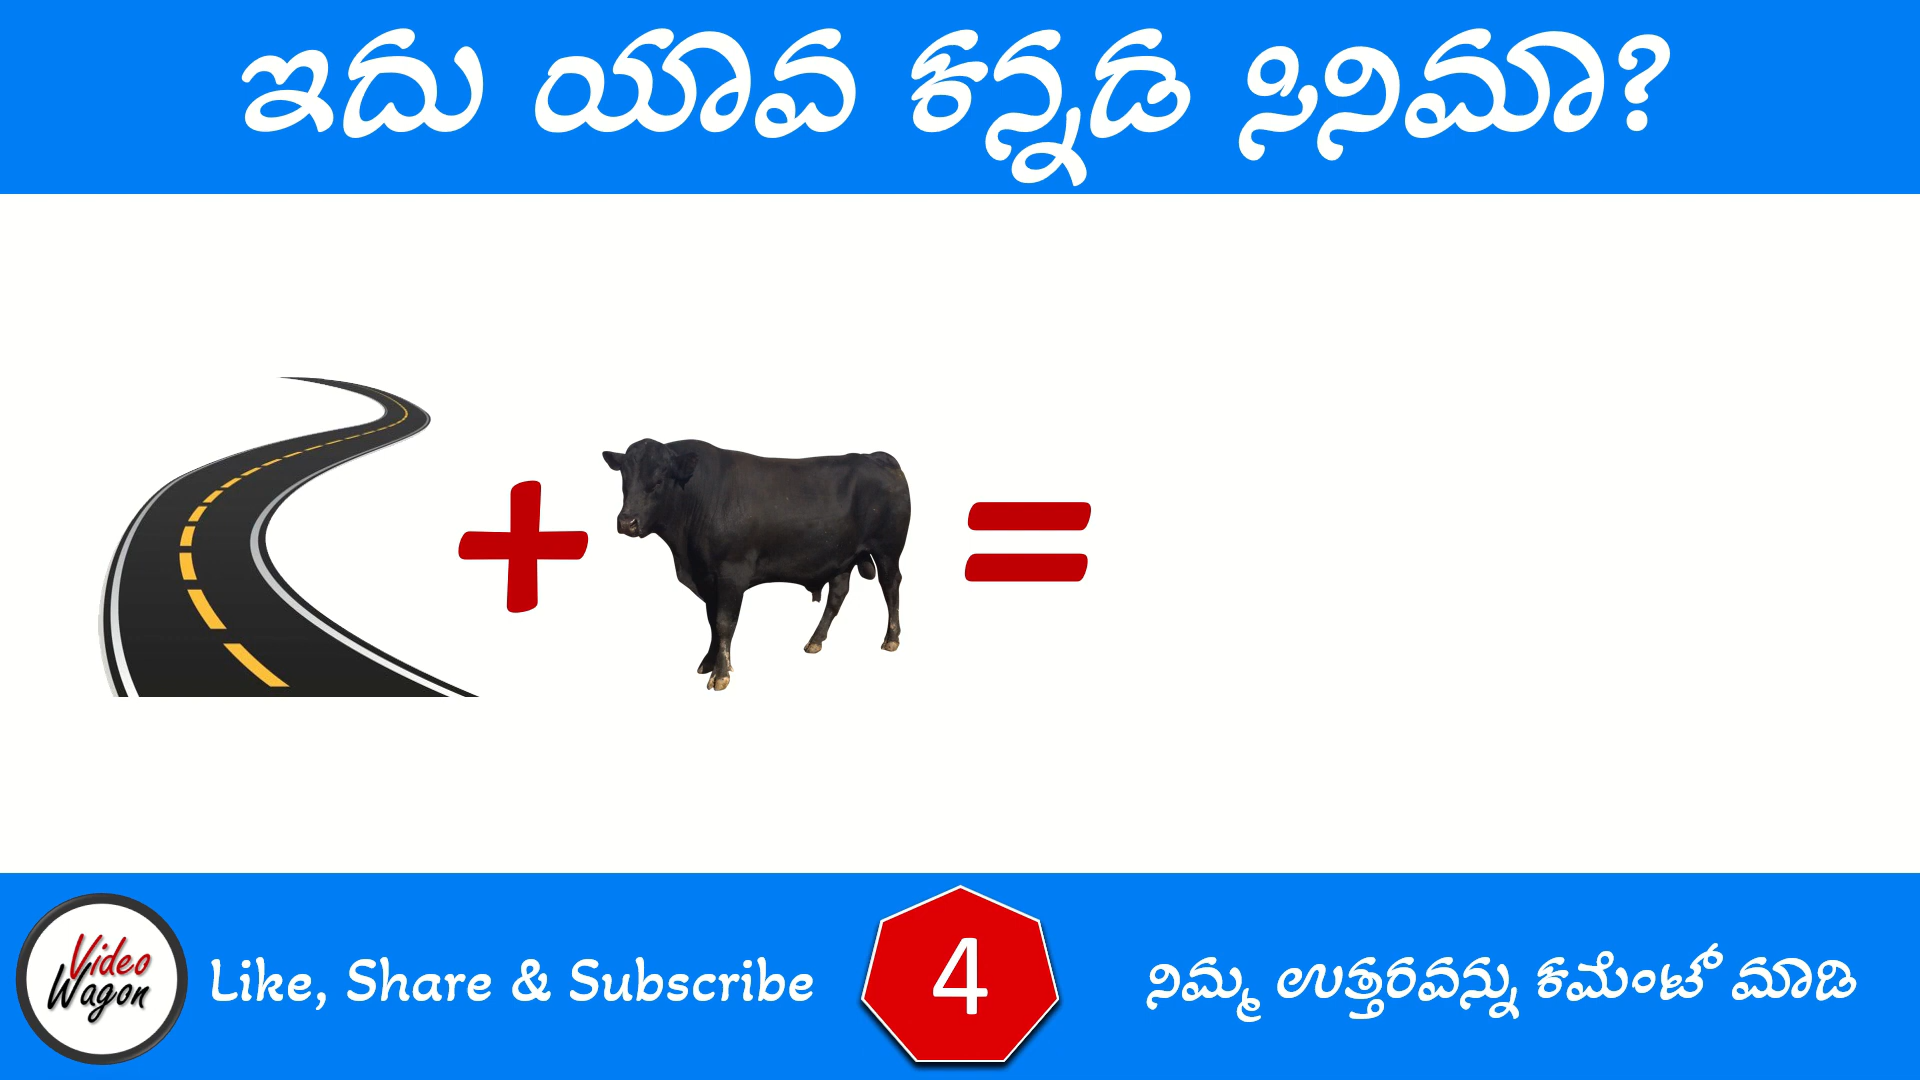 ಇದು ಯಾವ ಕನ್ನಡ ಸಿನಿಮಾ?
+
=
Video
Wagon
Like, Share & Subscribe
4
ನಿಮ್ಮ ಉತ್ತರವನ್ನು ಕಮೆಂಟ್ ಮಾಡಿ